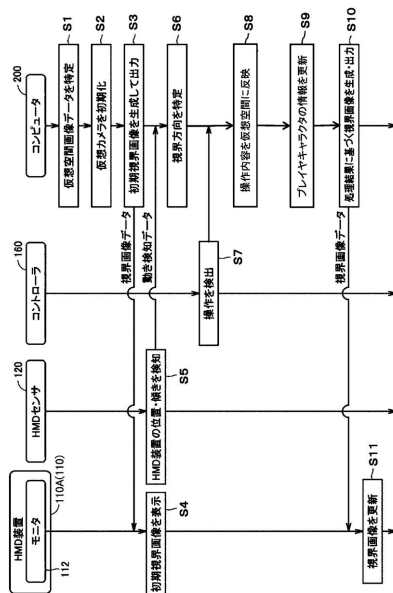 HMD装置
モニタ
112
110A(110)
HMDセンサ
120
コントローラ
160
コンピュータ
200
仮想空間画像データを特定
S1
仮想カメラを初期化
S2
初期視界画像を生成して出力
S3
視界画像データ
初期視界画像を表示
S4
HMD装置の位置・傾きを検知
S5
動き検知データ
視界方向を特定
S6
操作を検出
S7
操作内容を仮想空間に反映
S8
プレイヤキャラクタの情報を更新
S9
処理結果に基づく視界画像を生成・出力
S10
視界画像データ
視界画像を更新
S11